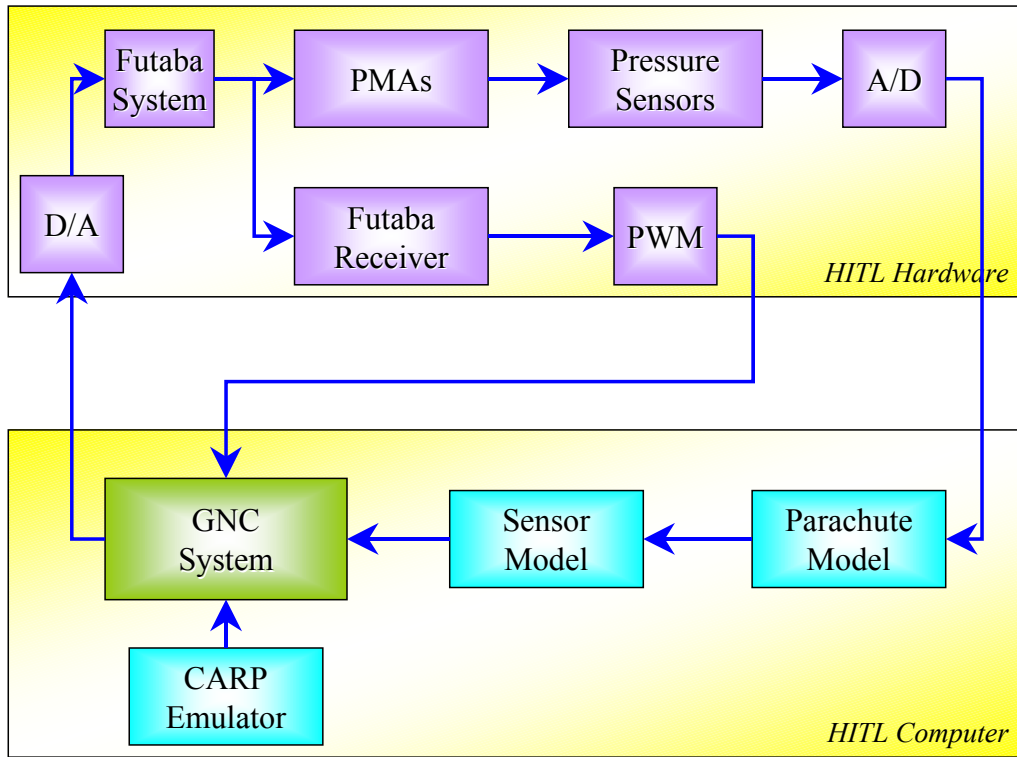 Futaba
System
PMAs
Pressure
Sensors
A/D
D/A
Futaba
Receiver
PWM
HITL Hardware
GNC
System
Sensor
Model
Parachute
Model
CARP
Emulator
HITL Computer